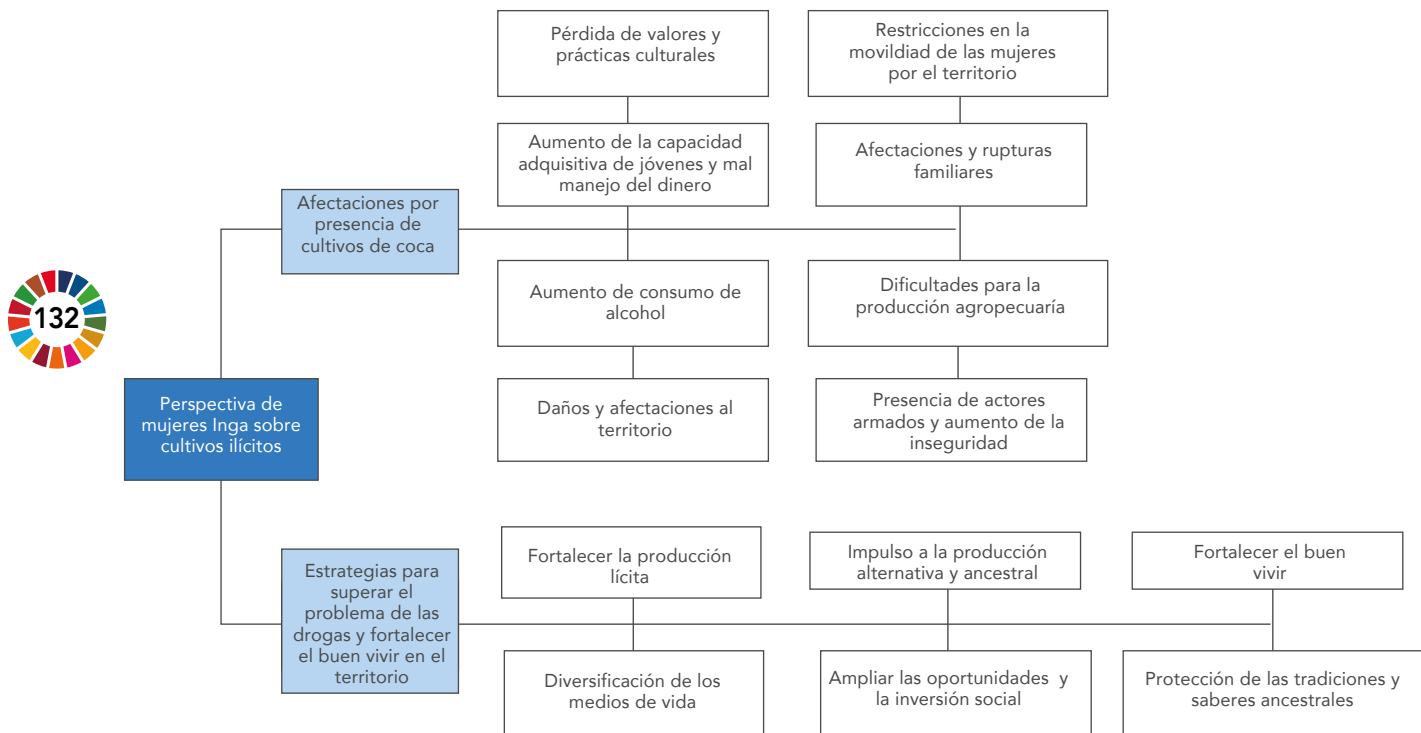 Pérdida de valores y
prácticas culturales
Restricciones en la
movildiad de las mujeres
por el territorio
Aumento de la capacidad
adquisitiva de jóvenes y mal
manejo del dinero
Afectaciones y rupturas
familiares
Afectaciones por
presencia de
cultivos de coca
Aumento de consumo de
alcohol
Dificultades para la
producción agropecuaría
132
Daños y afectaciones al
territorio
Presencia de actores
armados y aumento de la
inseguridad
Perspectiva de
mujeres Inga sobre
cultivos ilícitos
Estrategias para
superar el
problema de las
drogas y fortalecer
el buen vivir en el
territorio
Fortalecer la producción
lícita
Impulso a la producción
alternativa y ancestral
Fortalecer el buen
vivir
Diversificación de los
medios de vida
Ampliar las oportunidades y
la inversión social
Protección de las tradiciones y
saberes ancestrales